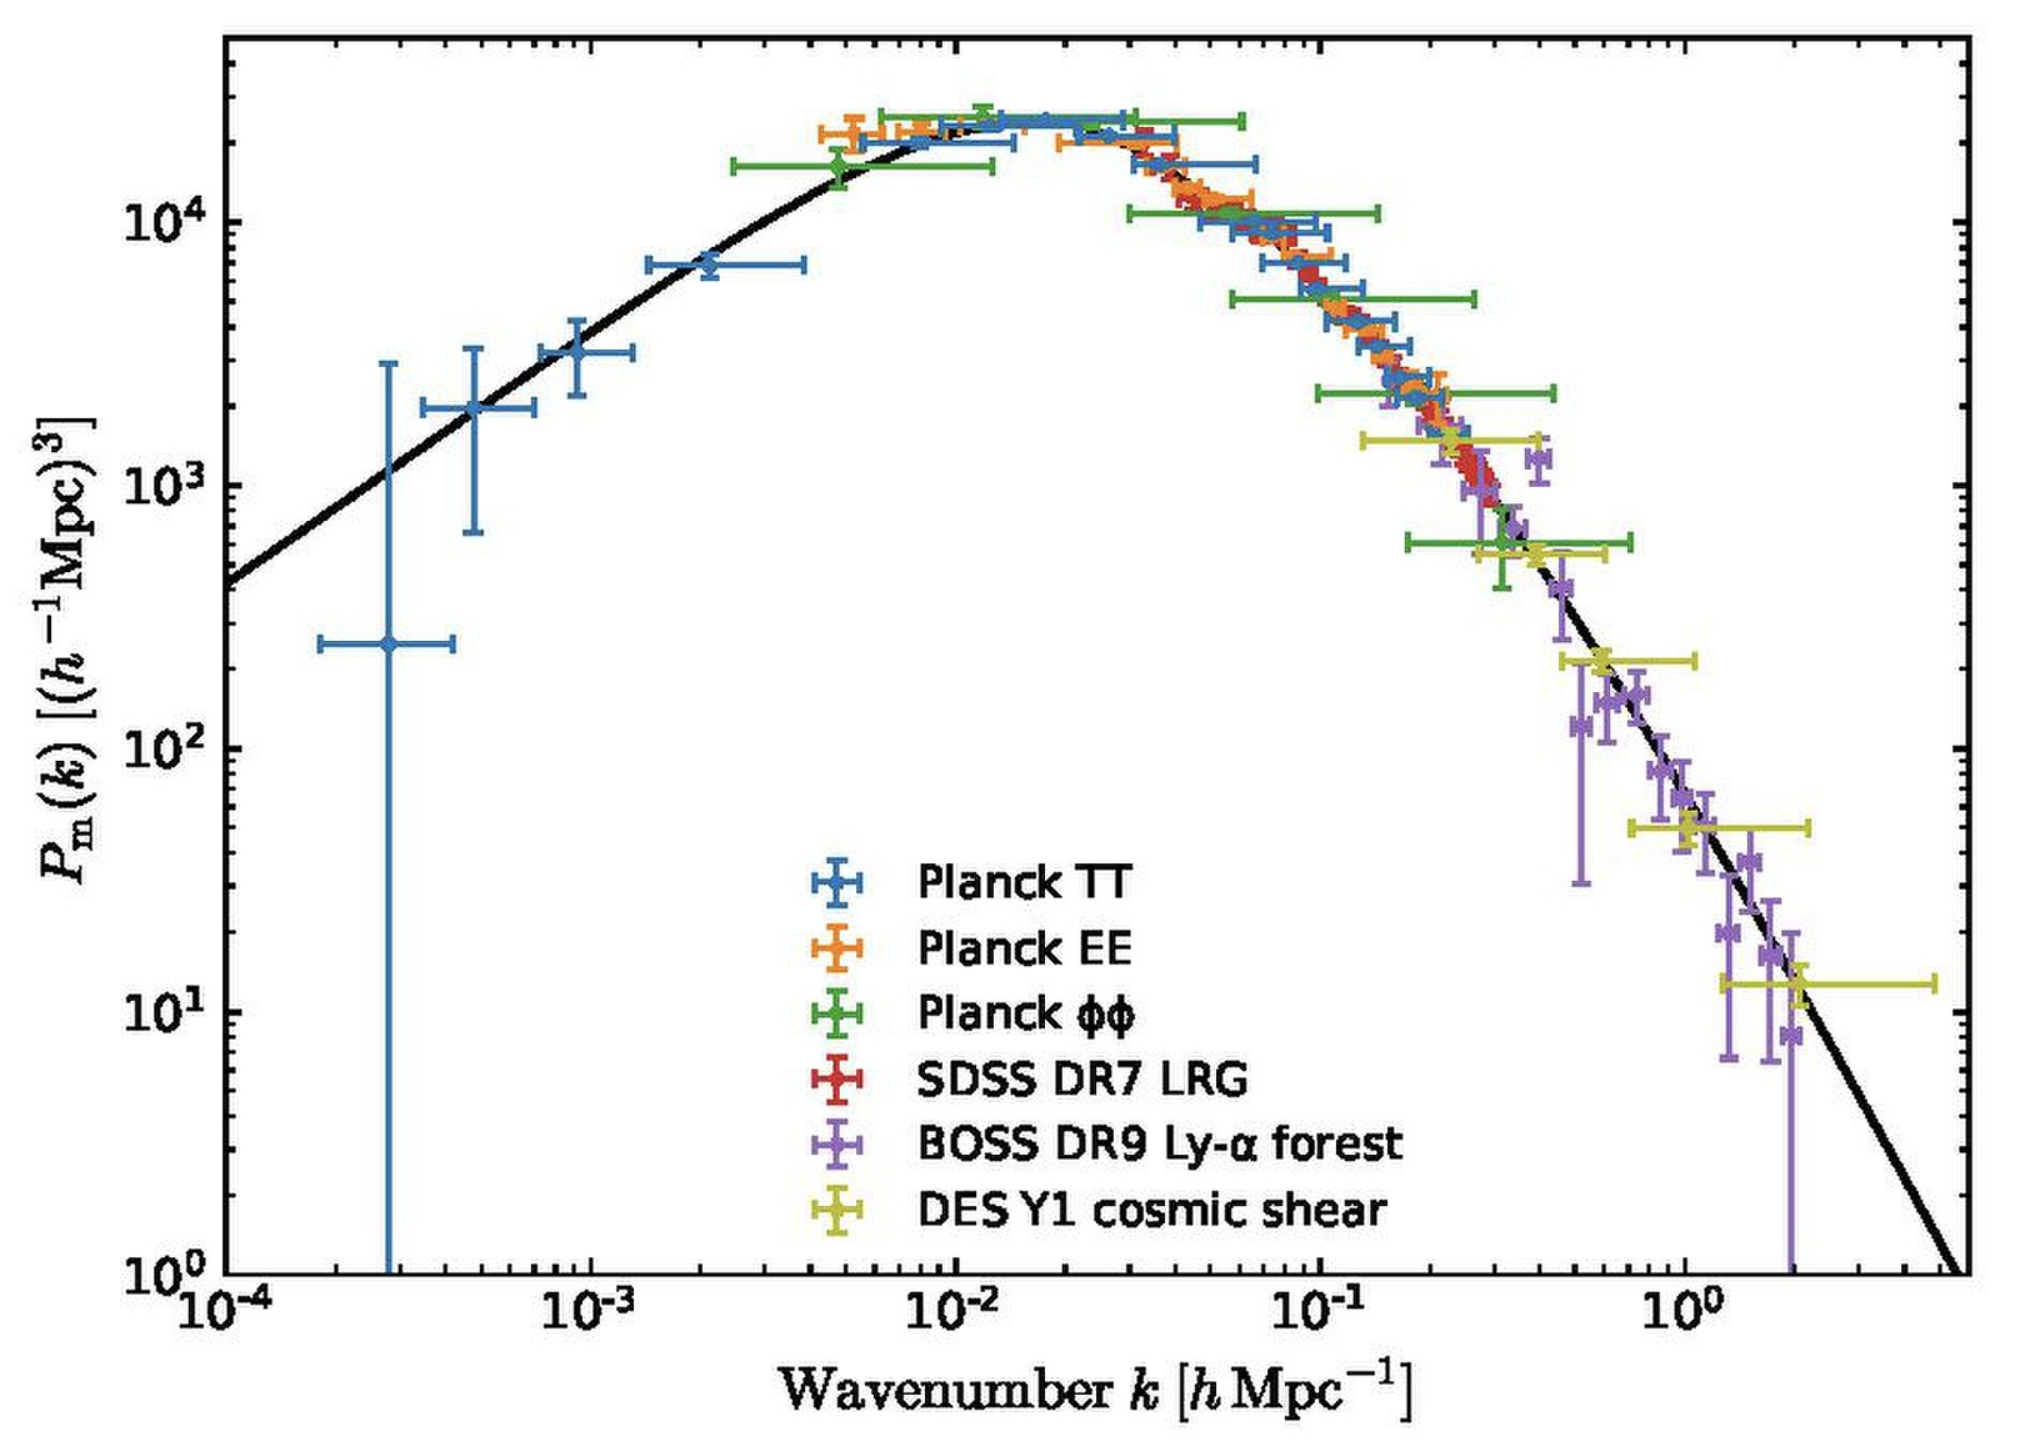 P_m(k) [(h^{-1}Mpc)^3]
10^4
10^3
10^2
10^1
10^0
Planck TT
Planck EE
Planck ϕϕ
SDSS DR7 LRG
BOSS DR9 Ly-α forest
DES Y1 cosmic shear
10^{-4} 10^{-3} 10^{-2} 10^{-1} 10^0
Wavenumber k [h Mpc^{-1}]